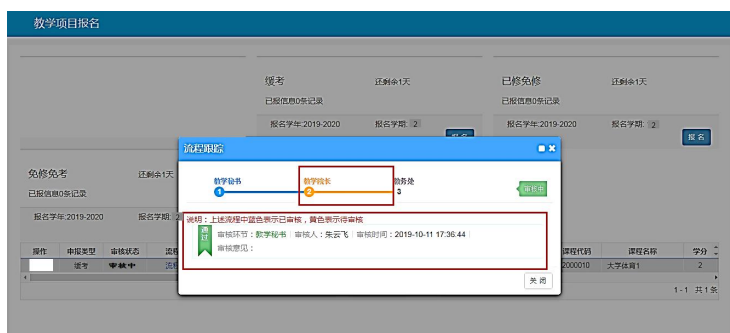 教学项目报名
缓考 还剩余1天
已报信息0条记录
报名学年:2019-2020 报名学期: 2
已修免修 还剩余1天
已报信息0条记录
报名学年:2019-2020 报名学期: 2
报 名
流程跟踪
教学秘书 教学院长 教务处
1 2 3
审核中
说明：上述流程中蓝色表示已审核，黄色表示待审核
通过
审核环节：教学秘书 审核人：朱云飞 审核时间：2019-10-11 17:36:44
审核意见：
关 闭
免修免考 还剩余1天
已报信息0条记录
报名学年:2019-2020 报名学期: 2
操作 申报类型 审核状态 流程 课程代码 课程名称 学分
缓考 审核中 流程 2000010 大学体育1 2
1-1 共1条